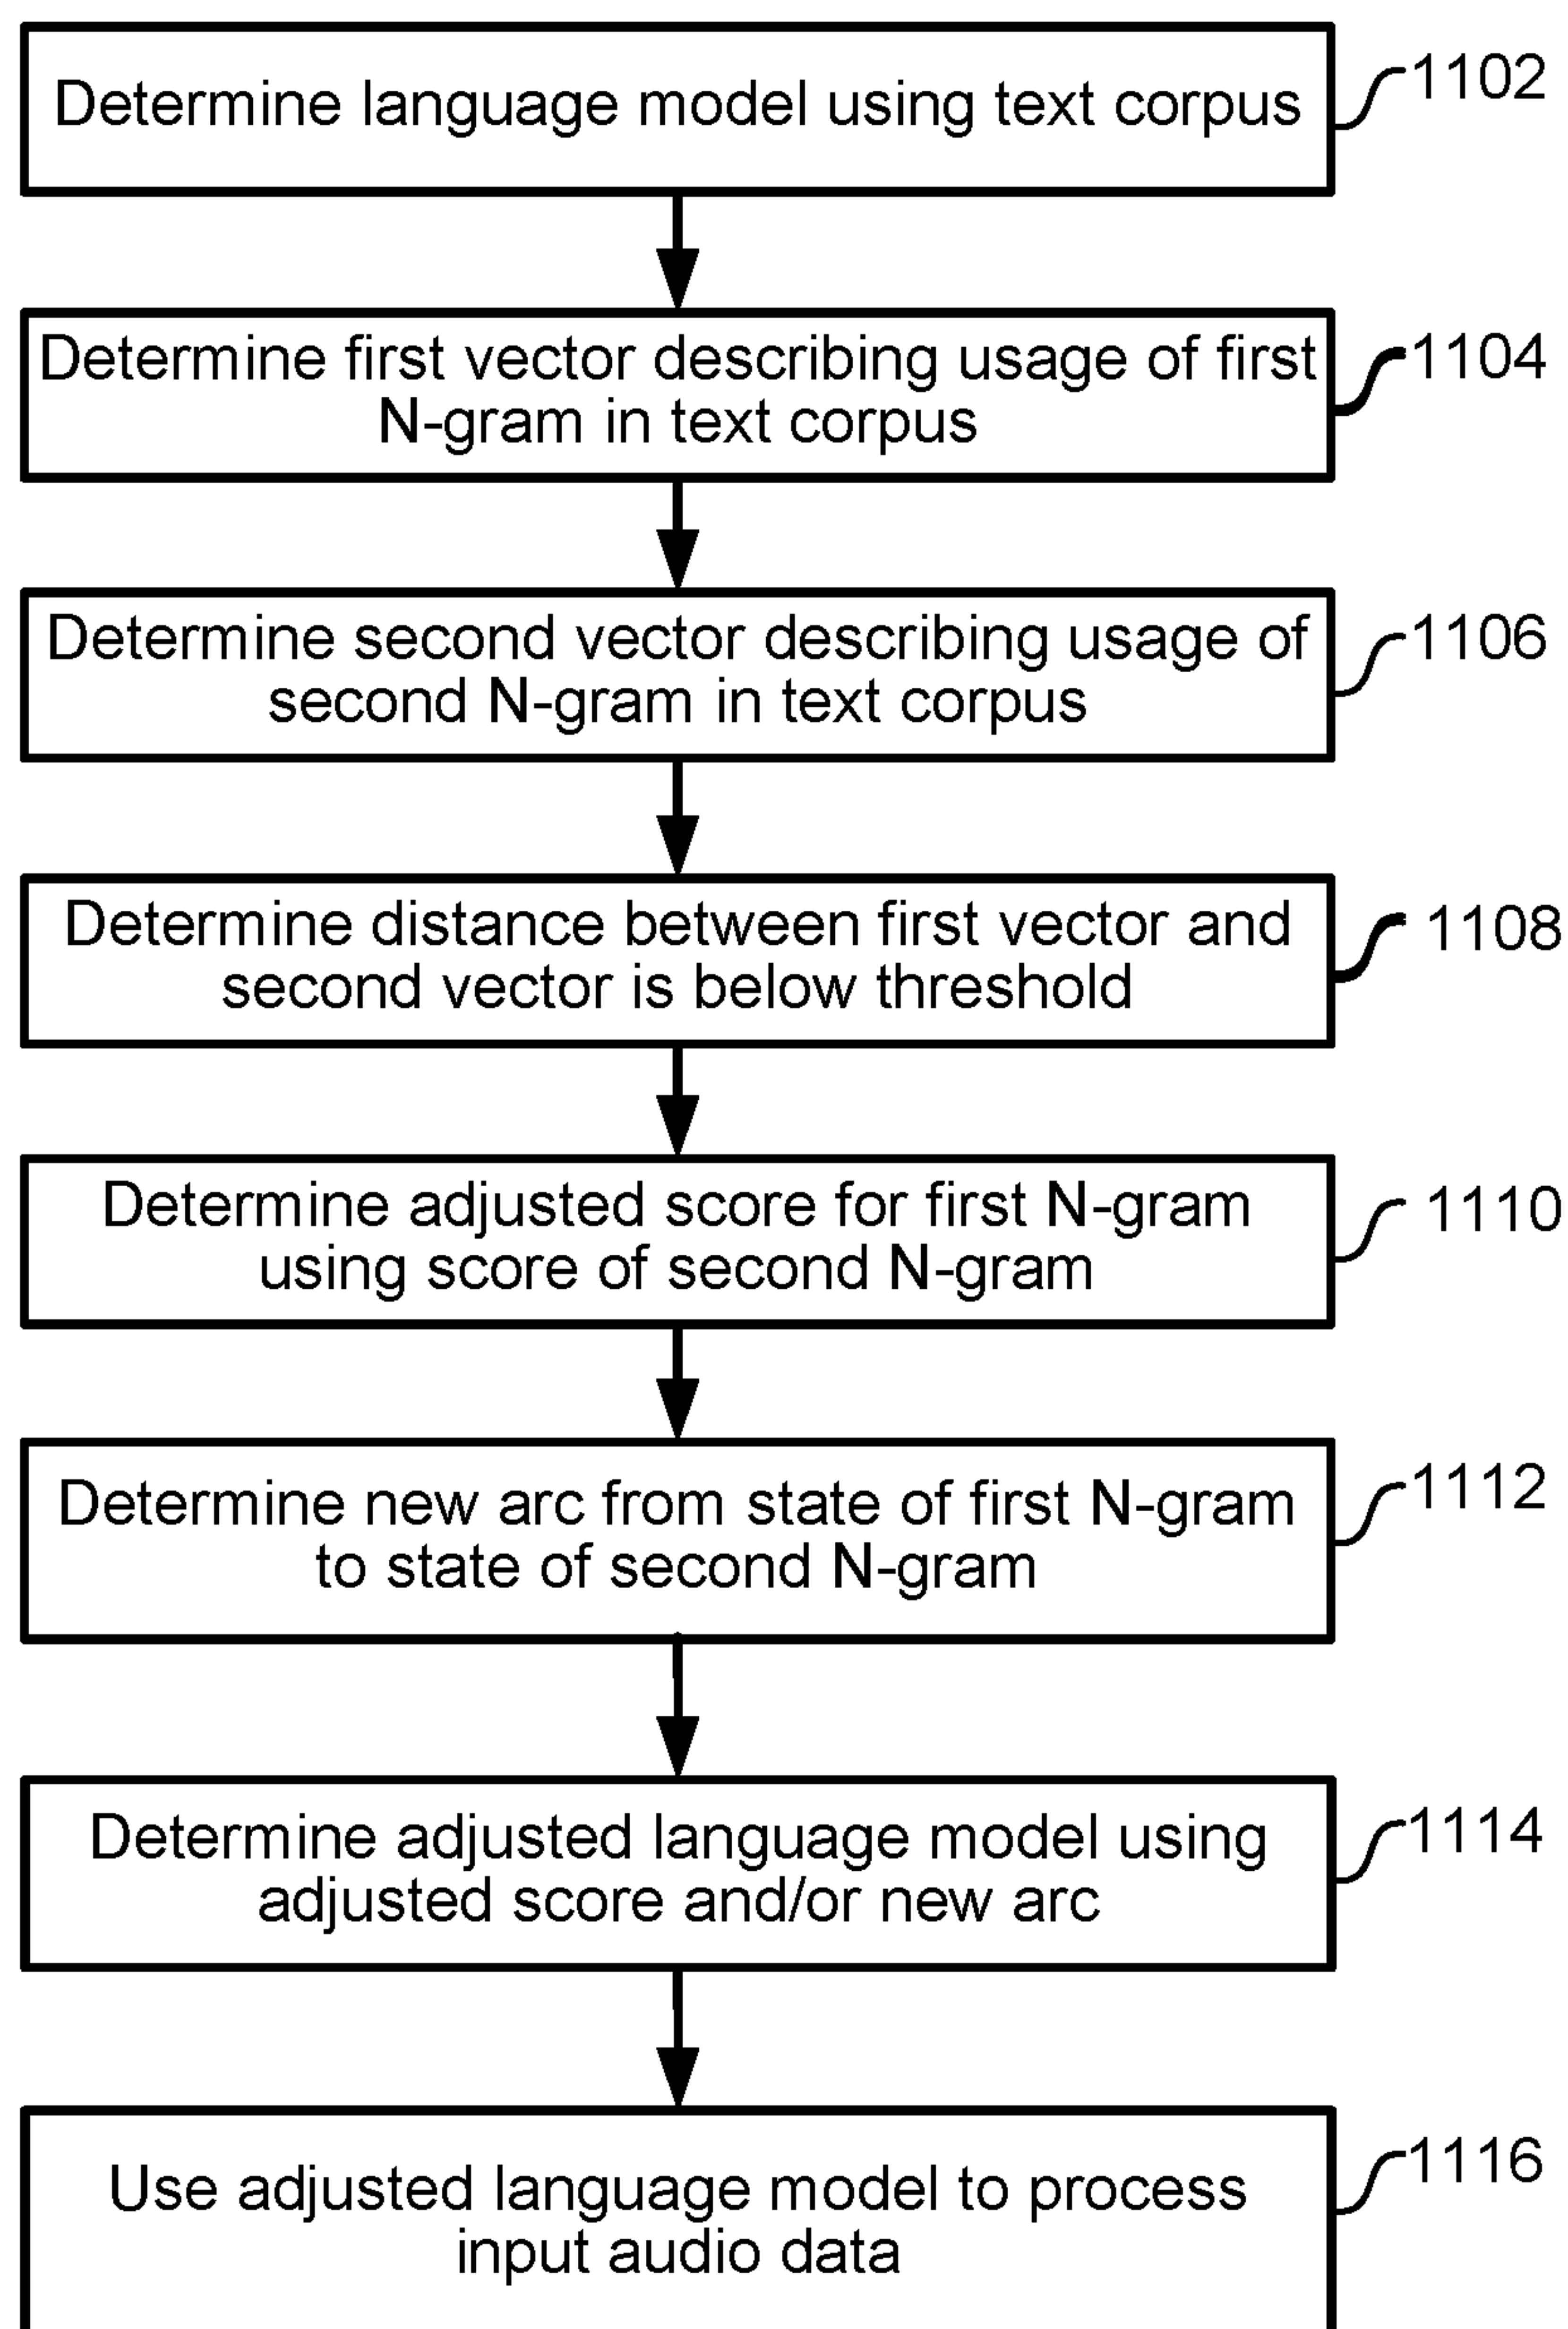 Determine language model using text corpus
1102
Determine first vector describing usage of first
N-gram in text corpus
1104
Determine second vector describing usage of
second N-gram in text corpus
1106
Determine distance between first vector and
second vector is below threshold
1108
Determine adjusted score for first N-gram
using score of second N-gram
1110
Determine new arc from state of first N-gram
to state of second N-gram
1112
Determine adjusted language model using
adjusted score and/or new arc
1114
Use adjusted language model to process
input audio data
1116